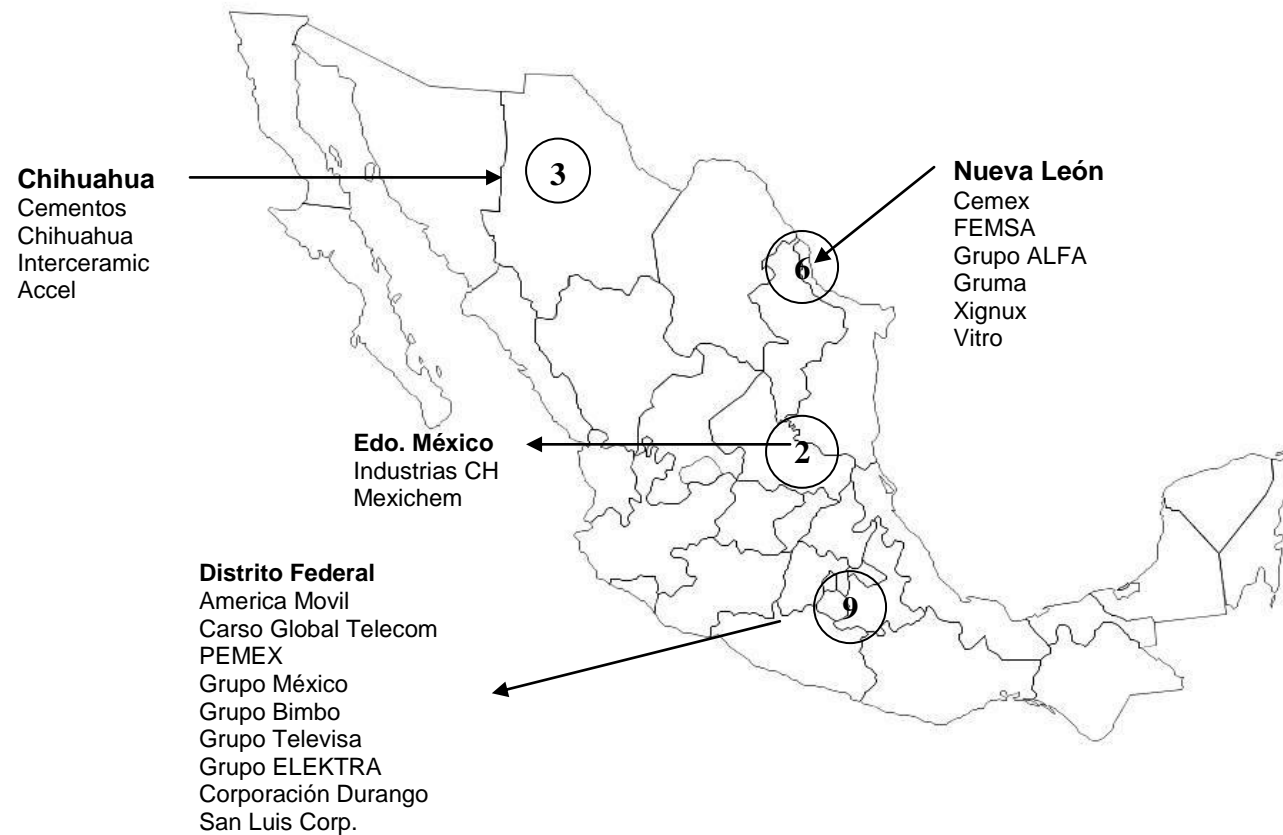 Chihuahua
Cementos
Chihuahua
Interceramic
Accel
3
Nueva León
Cemex
FEMSA
Grupo ALFA
Gruma
Xignux
Vitro
6
Edo. México
Industrias CH
Mexichem
2
Distrito Federal
America Movil
Carso Global Telecom
PEMEX
Grupo México
Grupo Bimbo
Grupo Televisa
Grupo ELEKTRA
Corporación Durango
San Luis Corp.
9